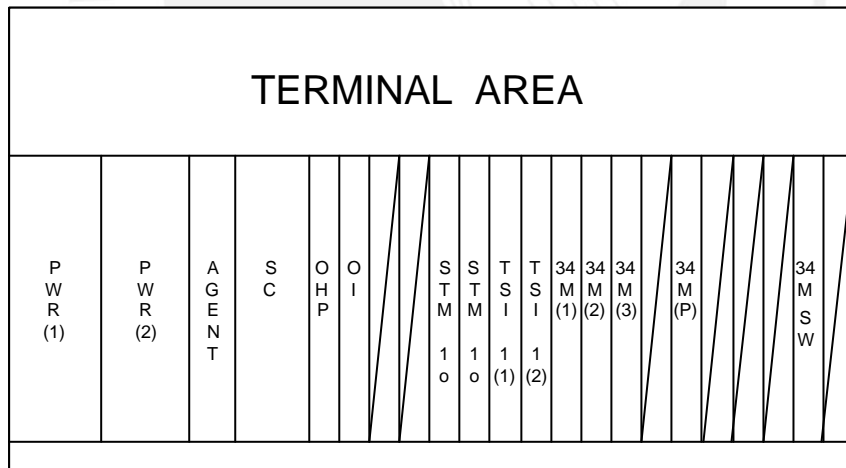 TERMINAL AREA
PWR (1)
PWR (2)
AGENT
SC
OHP
OI
STM 1o
STM 1o
TSI 1 (1)
TSI 1 (2)
34M (1)
34M (2)
34M (3)
34M (P)
34M SW